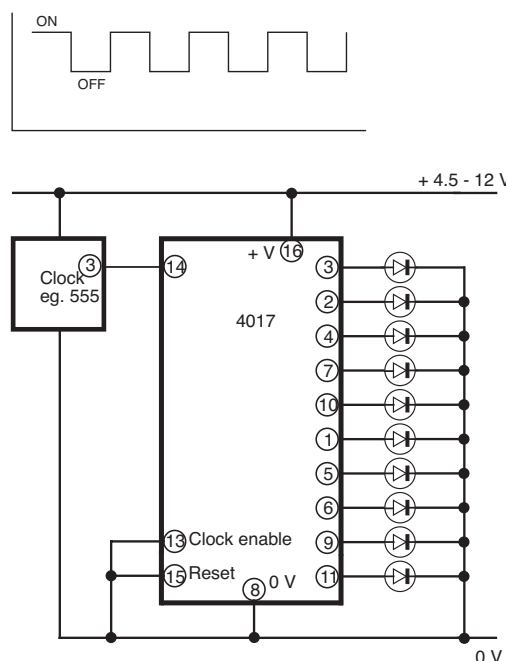 ON
OFF
+ 4.5 - 12 V
Clock
eg. 555
3
14
+ V
16
4017
3
2
4
7
10
1
5
6
9
11
13
Clock enable
15
Reset
8
0 V
0 V